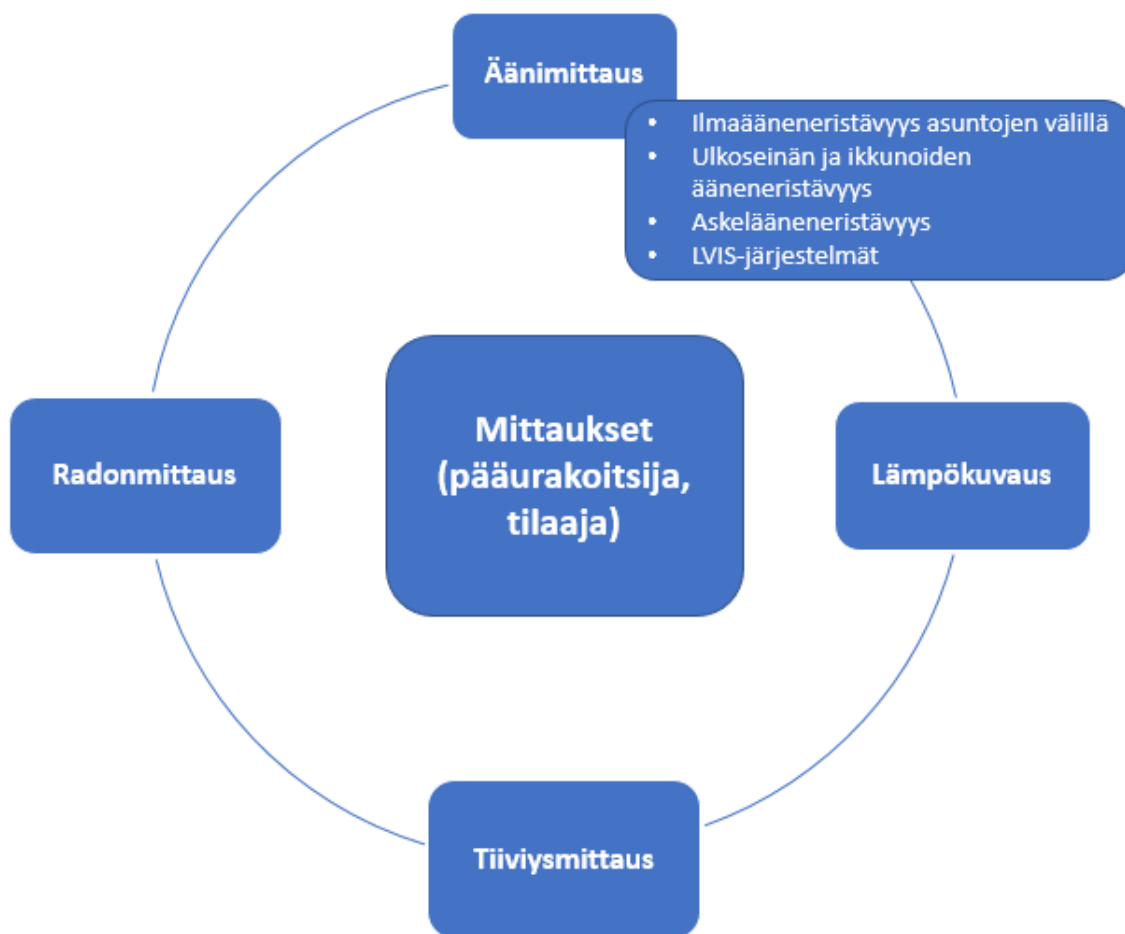 Äänimittaus
• Ilmaääneneristävyys asuntojen välillä
• Ulkoseinän ja ikkunoiden
ääneneristävyys
• Askelääneneristävyys
• LVIS-järjestelmät
Radonmittaus
Mittaukset
(pääurakoitsija,
tilaaja)
Lämpökuvaus
Tiiviysmittaus